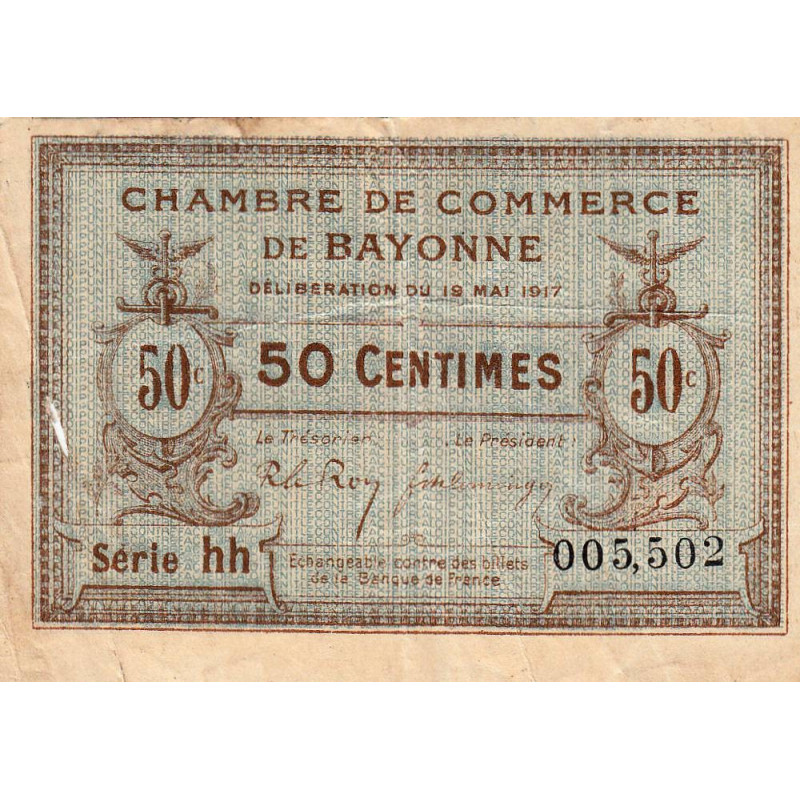 CHAMBRE DE COMMERCE
DE BAYONNE
DÉLIBERATION DU 19 MAI 1917
50c
50 CENTIMES
50c
Le Trésorier Le Président
Série hh
Echangeable contre des billets
de la Banque de France
005,502